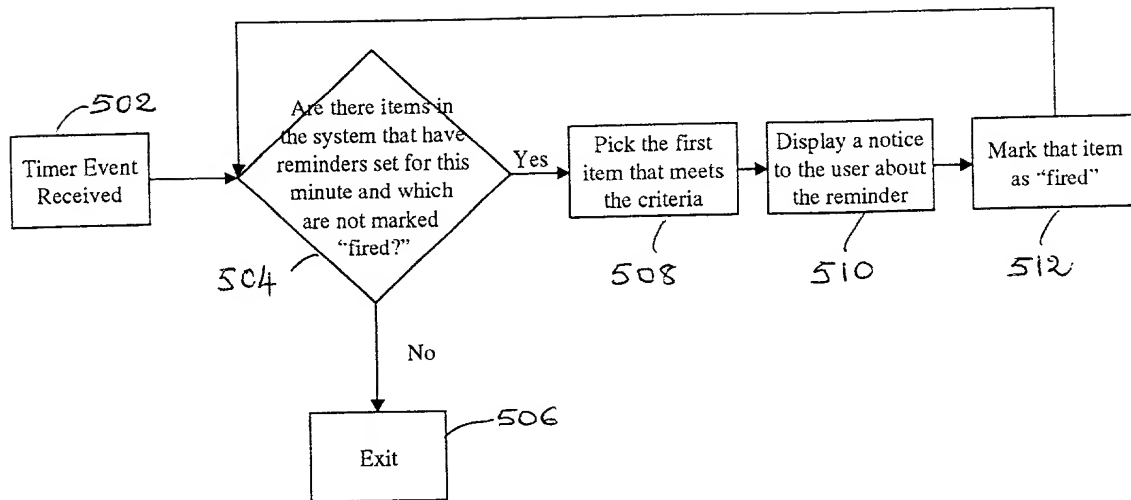 502
Timer Event
Received
Are there items in
the system that have
reminders set for this
minute and which
are not marked
“fired?”
504
Yes
Pick the first
item that meets
the criteria
508
Display a notice
to the user about
the reminder
510
Mark that item
as “fired”
512
No
Exit
506